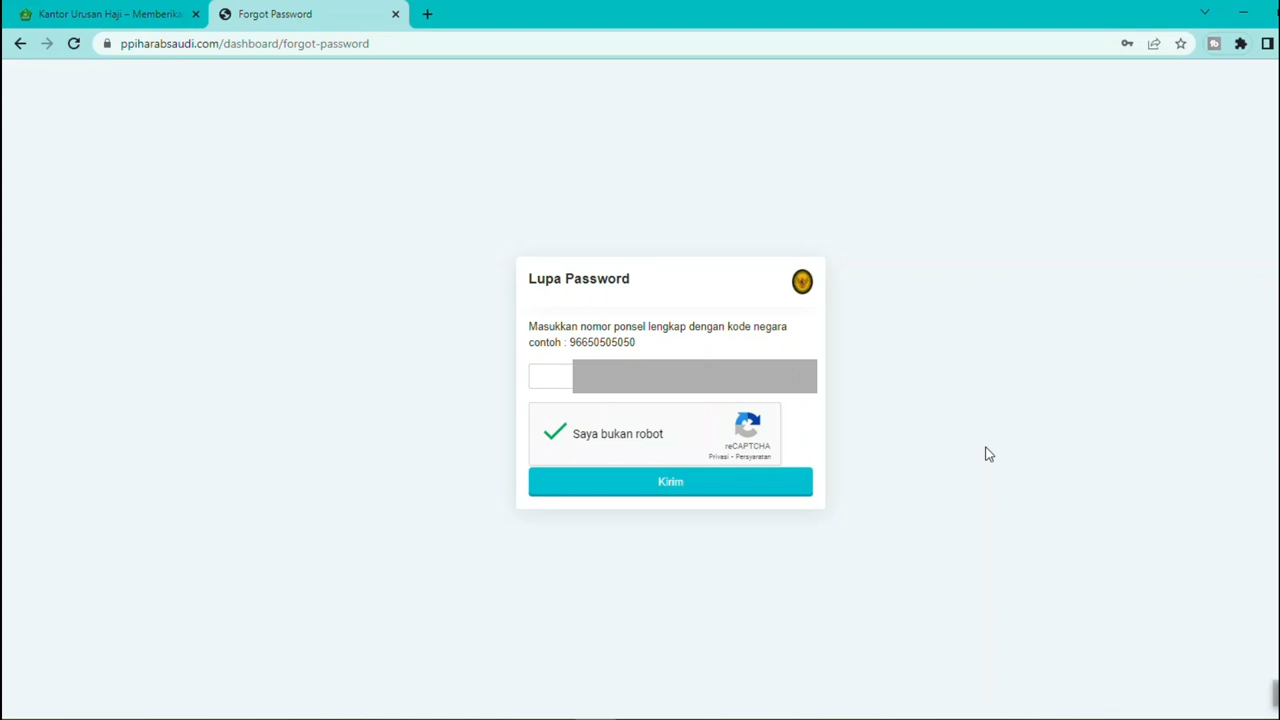 Kantor Urusan Haji – Memberika
Forgot Password
ppiharabsaudi.com/dashboard/forgot-password
Lupa Password
Masukkan nomor ponsel lengkap dengan kode negara
contoh : 96650505050
Saya bukan robot
reCAPTCHA
Privasi - Persyaratan
Kirim